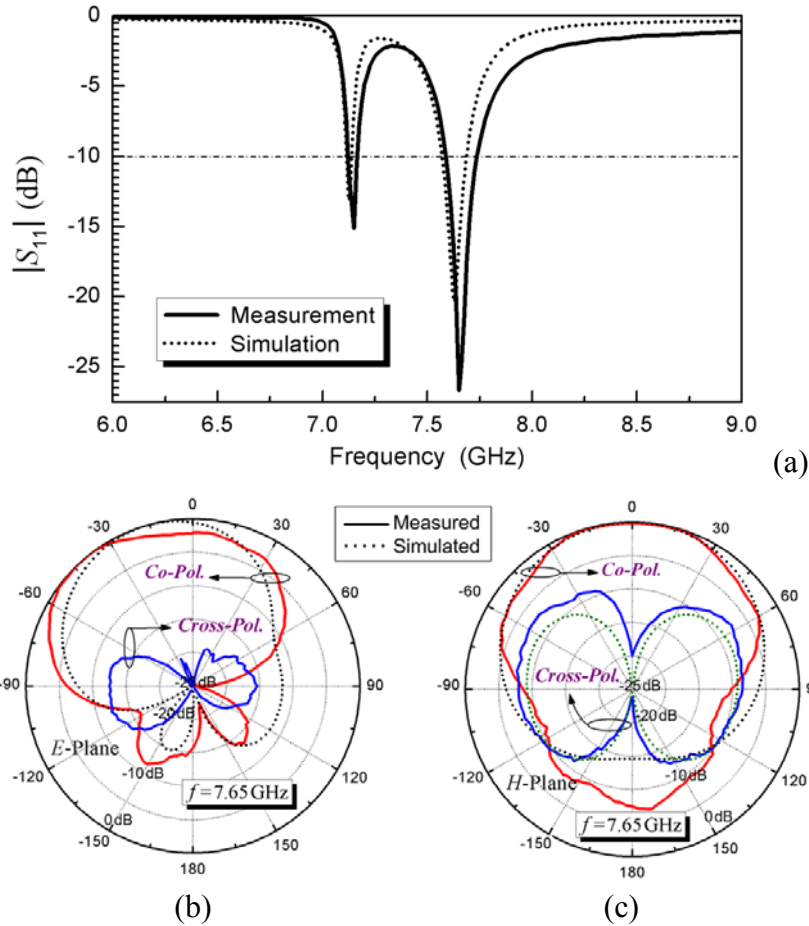 0
-5
-10
-15
-20
-25
|S11| (dB)
Measurement
Simulation
6.0 6.5 7.0 7.5 8.0 8.5 9.0
Frequency (GHz)
(a)
0
-30 30
-60 60
-90 90
-120 120
-150 150
180
Co-Pol.
Cross-Pol.
-20dB
-10dB
0dB
E-Plane
f = 7.65 GHz
(b)
Measured
Simulated
0
-30 30
-60 60
-90 90
-120 120
-150 150
180
Co-Pol.
Cross-Pol.
-25dB
-20dB
-10dB
0dB
H-Plane
f = 7.65 GHz
(c)